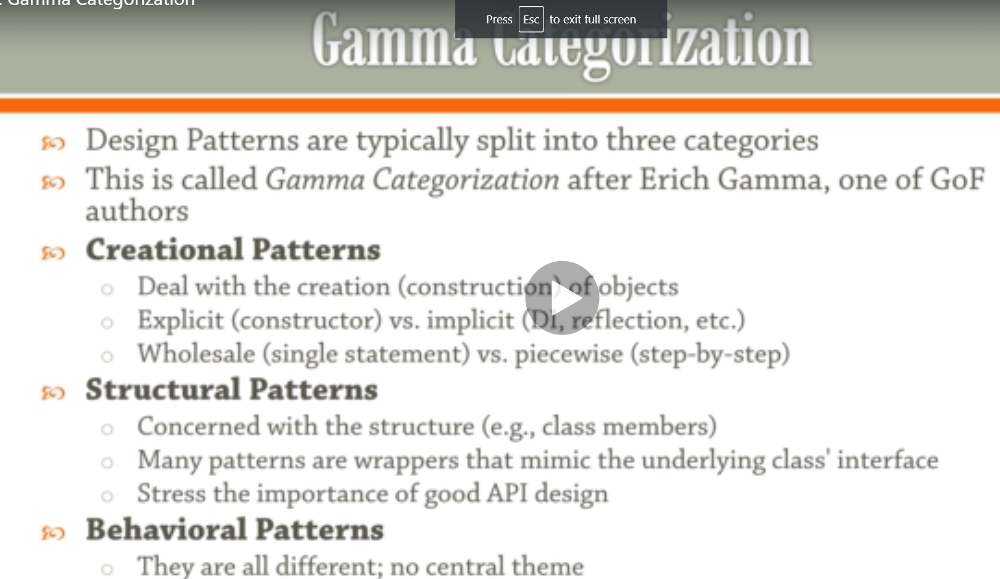 : Gamma Categorization
Press Esc to exit full screen
Gamma Categorization
Design Patterns are typically split into three categories
This is called Gamma Categorization after Erich Gamma, one of GoF
authors
Creational Patterns
Deal with the creation (construction) of objects
Explicit (constructor) vs. implicit (DI, reflection, etc.)
Wholesale (single statement) vs. piecewise (step-by-step)
Structural Patterns
Concerned with the structure (e.g., class members)
Many patterns are wrappers that mimic the underlying class' interface
Stress the importance of good API design
Behavioral Patterns
They are all different; no central theme